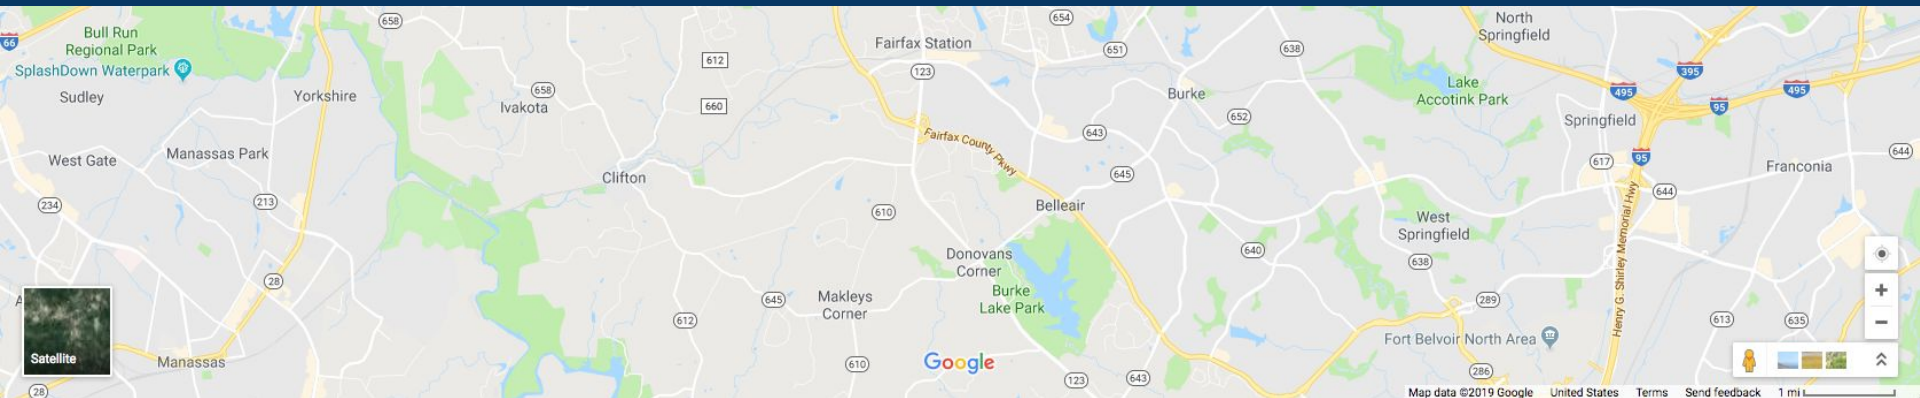 658
654
North
Springfield
66
Bull Run
Regional Park
Fairfax Station
651
638
SplashDown Waterpark
612
123
395
Sudley
Yorkshire
658
Ivakota
660
Burke
Lake
Accotink Park
495
95
495
652
Springfield
643
Fairfax County Pkwy
West Gate
Manassas Park
617
95
644
Franconia
Clifton
645
644
234
213
610
Belleair
West
Springfield
640
638
Donovans
Corner
28
Burke
Lake Park
Henry G. Shirley Memorial Hwy
645
Makleys
Corner
289
612
613
635
Fort Belvoir North Area
Satellite
Manassas
610
Google
286
123
643
28
Map data ©2019 Google
United States
Terms
Send feedback
1 mi